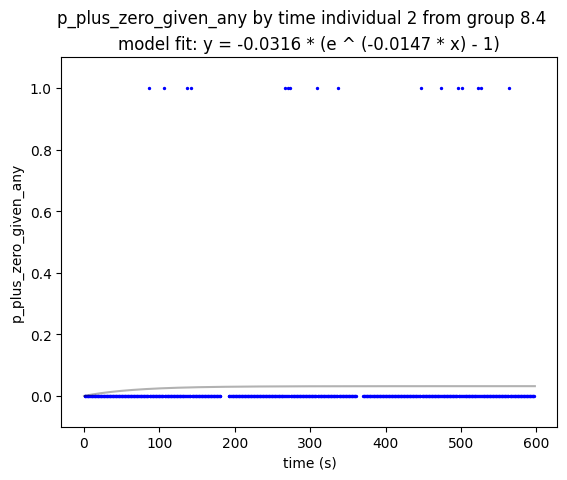 p_plus_zero_given_any by time individual 2 from group 8.4
model fit: y = -0.0316 * (e ^ (-0.0147 * x) - 1)
1.0
0.8
0.6
0.4
0.2
0.0
p_plus_zero_given_any
0 100 200 300 400 500 600
time (s)